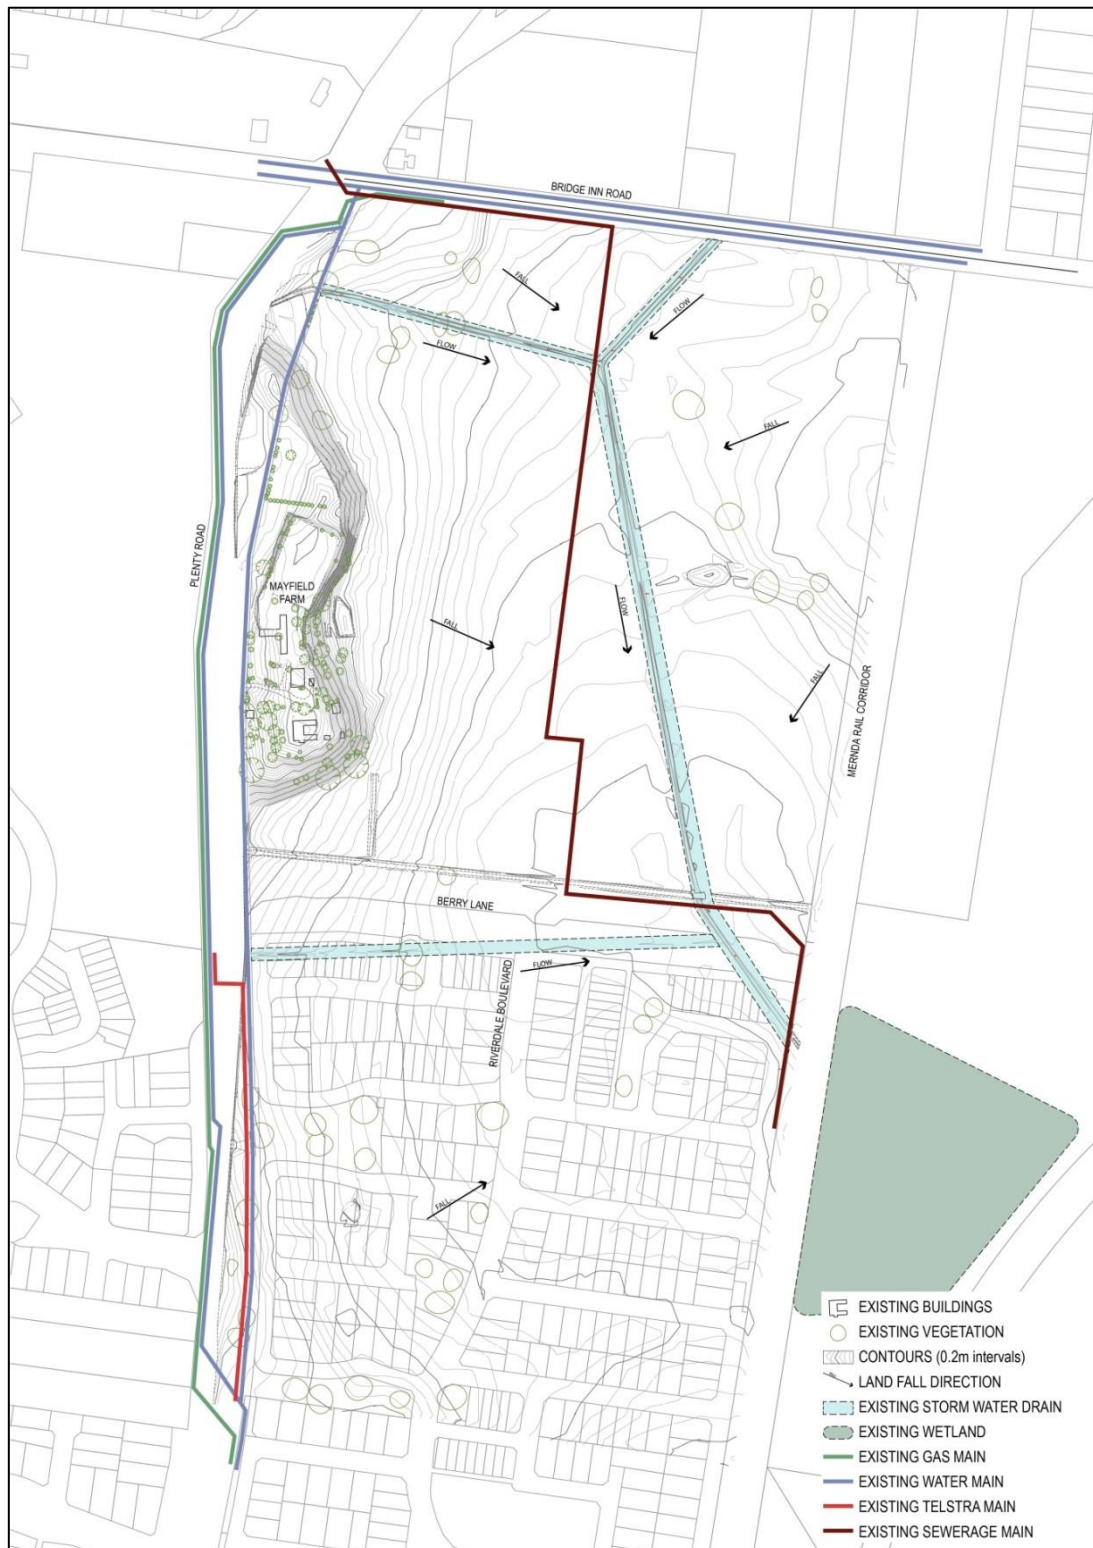 BRIDGE INN ROAD
FALL
FLOW
FLOW
FALL
PLENTY ROAD
MAYFIELD
FARM
FLOW
FALL
FALL
MERNDA RAIL CORRIDOR
BERRY LANE
FLOW
RIVERDALE BOULEVARD
FALL
EXISTING BUILDINGS
EXISTING VEGETATION
CONTOURS (0.2m intervals)
LAND FALL DIRECTION
EXISTING STORM WATER DRAIN
EXISTING WETLAND
EXISTING GAS MAIN
EXISTING WATER MAIN
EXISTING TELSTRA MAIN
EXISTING SEWERAGE MAIN